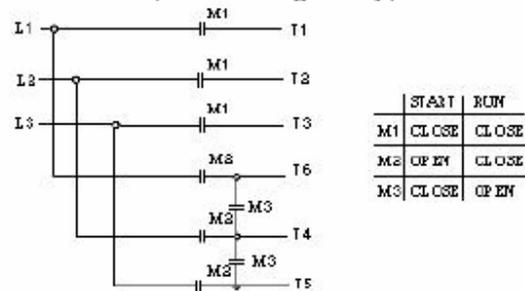 L1 M1 T1
L2 M1 T2
L3 M1 T3
M2 T6
M3
M2 T4
M2 M3
T5
START RUN
M1 CLOSE CLOSE
M2 OPEN CLOSE
M3 CLOSE OPEN